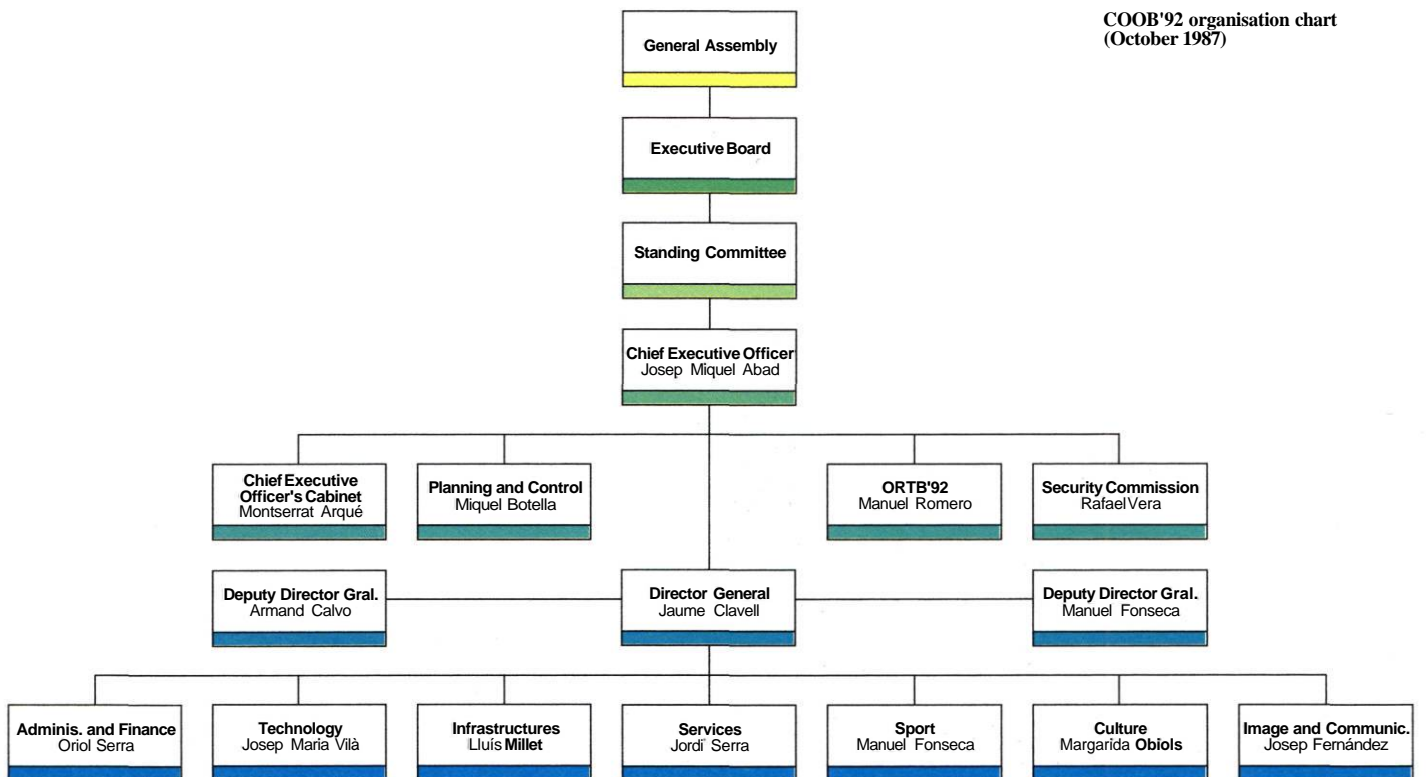 COOB'92 organisation chart
(October 1987)
General Assembly
Executive Board
Standing Committee
Chief Executive Officer
Josep Miquel Abad
Chief Executive
Officer's Cabinet
Montserrat Arqué
Planning and Control
Miquel Botella
ORTB'92
Manuel Romero
Security Commission
Rafael Vera
Deputy Director Gral.
Armand Calvo
Director General
Jaume Clavell
Deputy Director Gral.
Manuel Fonseca
Adminis. and Finance
Oriol Serra
Technology
Josep Maria Vilà
Infrastructures
Lluís Millet
Services
Jordi Serra
Sport
Manuel Fonseca
Culture
Margarida Obiols
Image and Communic.
Josep Fernández